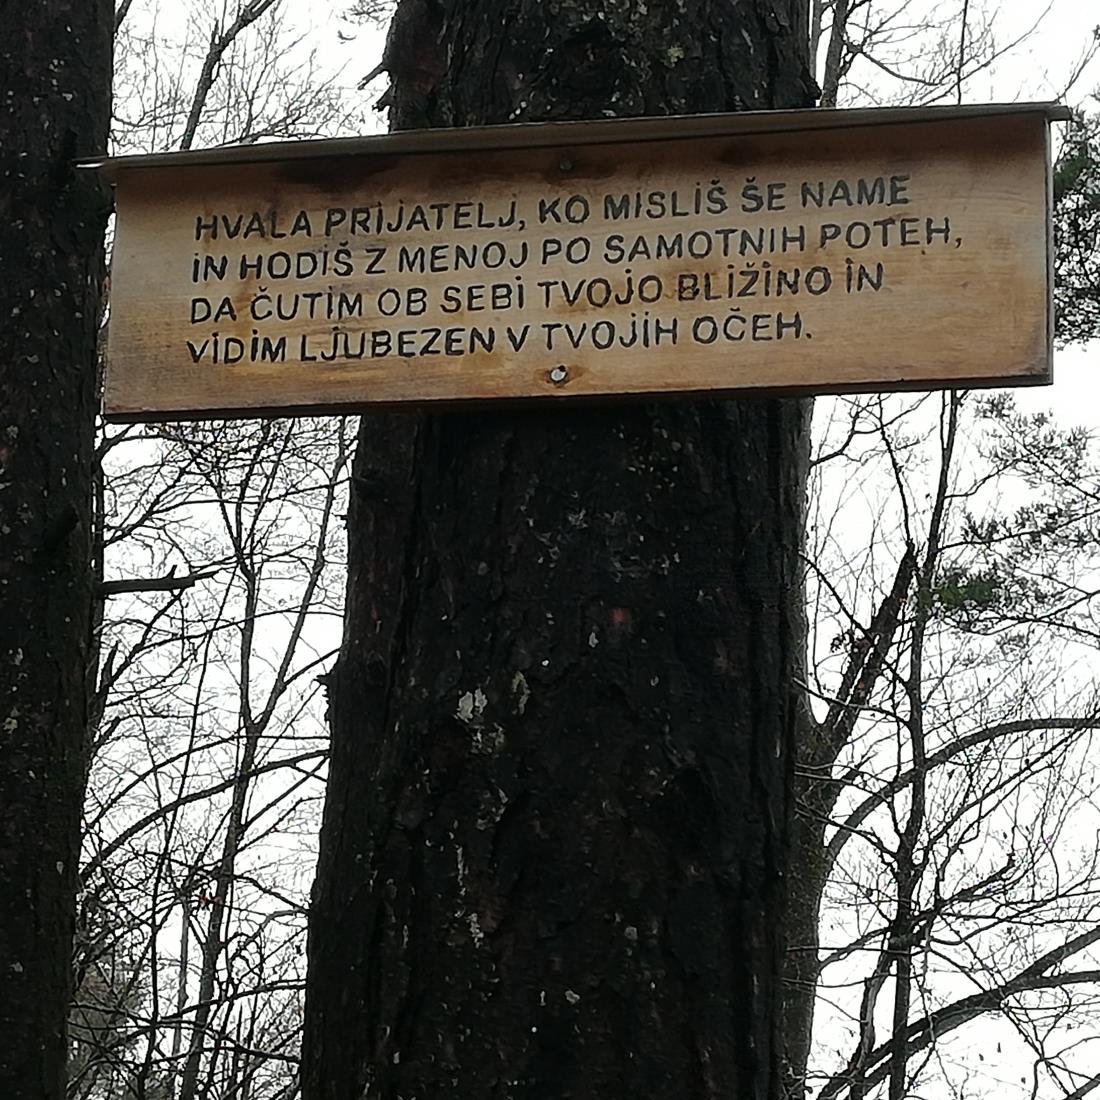 HVALA PRIJATELJ, KO MISLIŠ ŠE NAME
IN HODIŠ Z MENOJ PO SAMOTNIH POTEH,
DA ČUTIM OB SEBI TVOJO BLIŽINO IN
VIDIM LJUBEZEN V TVOJIH OČEH.